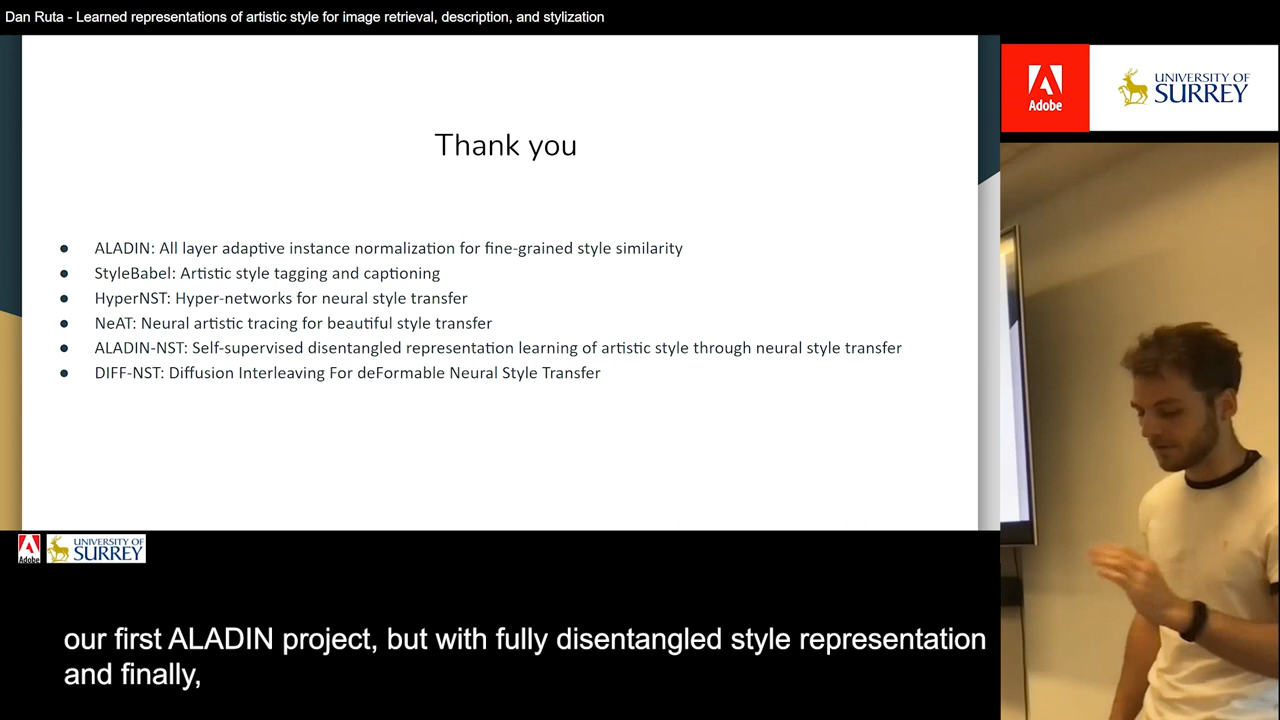 Dan Ruta - Learned representations of artistic style for image retrieval, description, and stylization
Thank you
● ALADIN: All layer adaptive instance normalization for fine-grained style similarity
● StyleBabel: Artistic style tagging and captioning
● HyperNST: Hyper-networks for neural style transfer
● NeAT: Neural artistic tracing for beautiful style transfer
● ALADIN-NST: Self-supervised disentangled representation learning of artistic style through neural style transfer
● DIFF-NST: Diffusion Interleaving For deFormable Neural Style Transfer
Adobe
UNIVERSITY OF
SURREY
Adobe
UNIVERSITY OF
SURREY
our first ALADIN project, but with fully disentangled style representation
and finally,